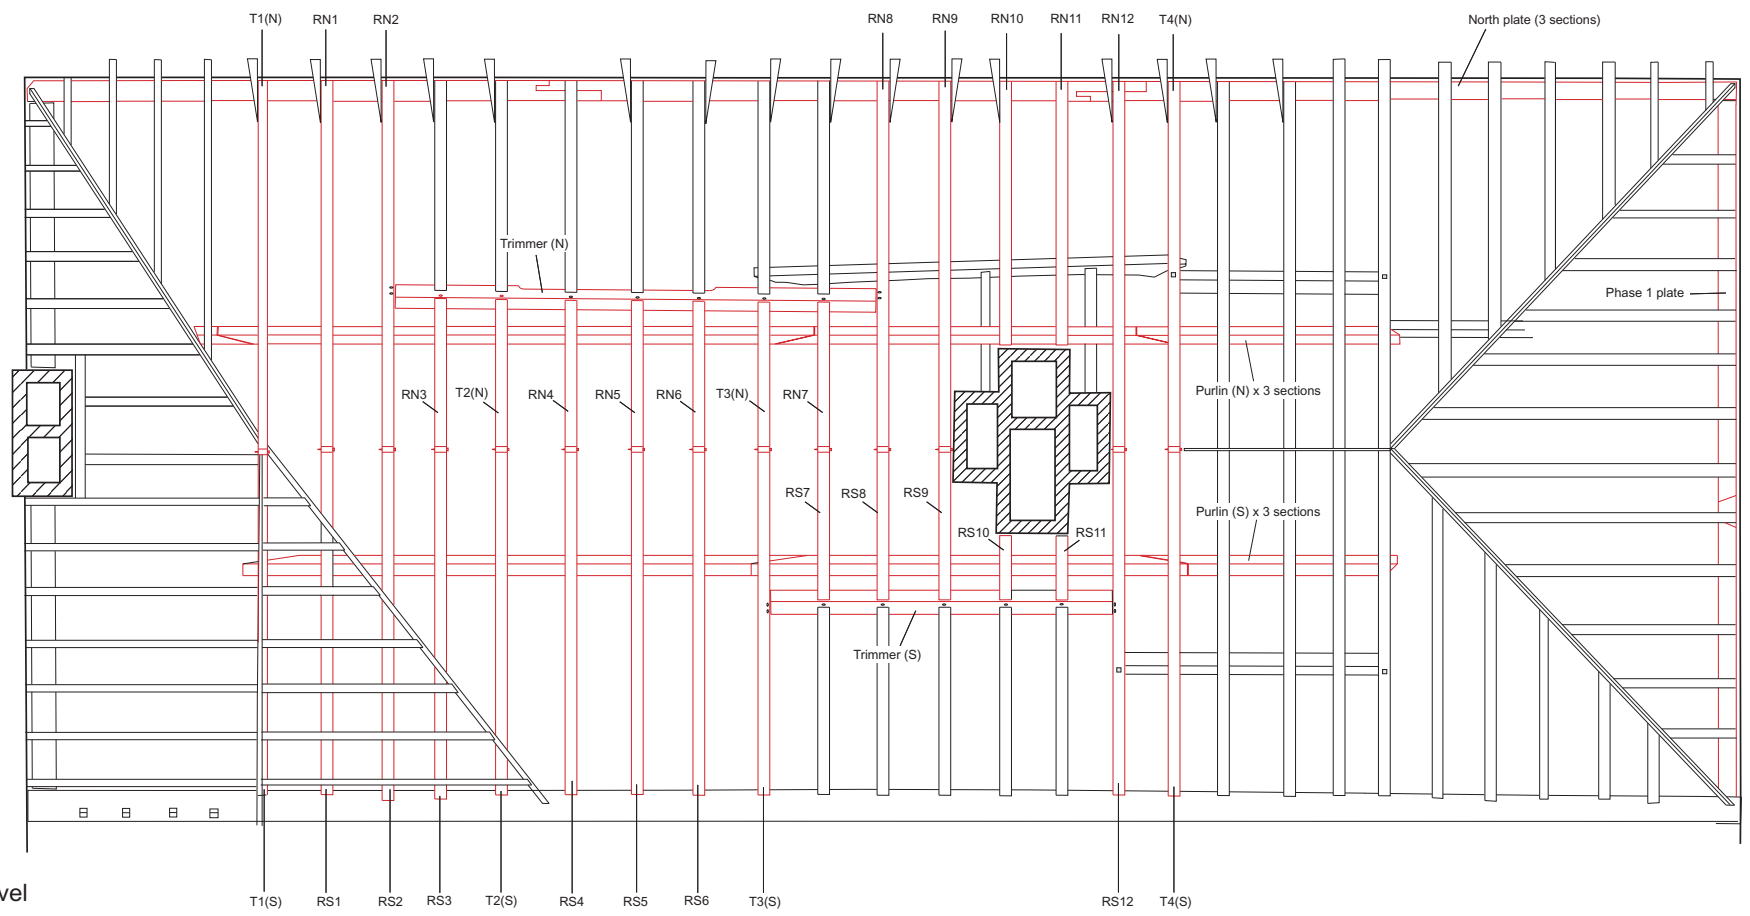 T1(N) RN1 RN2 RN8 RN9 RN10 RN11 RN12 T4(N) North plate (3 sections)
Trimmer (N)
Phase 1 plate
RN3 T2(N) RN4 RN5 RN6 T3(N) RN7 Purlin (N) x 3 sections
RS7 RS8 RS9 Purlin (S) x 3 sections
RS10 RS11
Trimmer (S)
vel
T1(S) RS1 RS2 RS3 T2(S) RS4 RS5 RS6 T3(S) RS12 T4(S)